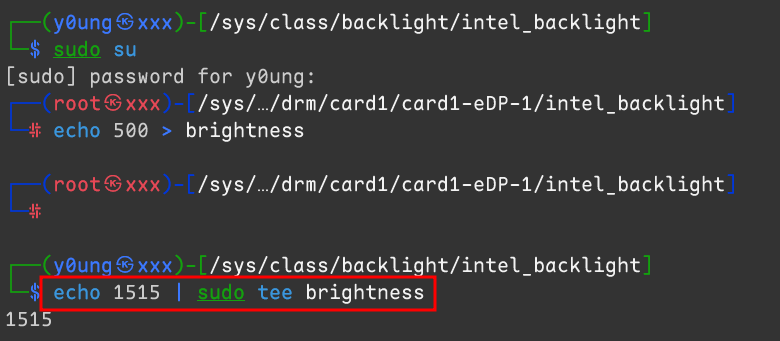 ┌──(y0ung㉿xxx)-[/sys/class/backlight/intel_backlight]
└─$ sudo su
[sudo] password for y0ung:
┌──(root㉿xxx)-[/sys/…/drm/card1/card1-eDP-1/intel_backlight]
└─# echo 500 > brightness
┌──(root㉿xxx)-[/sys/…/drm/card1/card1-eDP-1/intel_backlight]
└─#
┌──(y0ung㉿xxx)-[/sys/class/backlight/intel_backlight]
└─$ echo 1515 | sudo tee brightness
1515